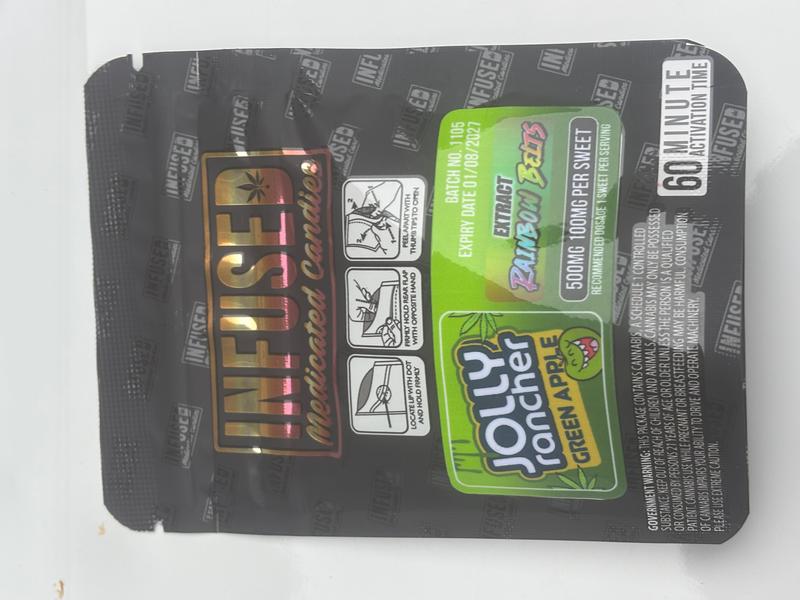 INFUSED
Medicated Candies
LOCATE LIP WITH DOT
AND HOLD FIRMLY
FIRMLY HOLD REAR FLAP
WITH OPPOSITE HAND
PEEL APART WITH
THUMB TIPS TO OPEN
JOLLY
rancher
GREEN APPLE
BATCH NO. 1105
EXPIRY DATE 01/08/2027
EXTRACT
RAINBOW BELTS
500MG 100MG PER SWEET
RECOMMENDED DOSAGE 1 SWEET PER SERVING
GOVERNMENT WARNING: THIS PACKAGE CONTAINS CANNABIS, A SCHEDULE 1 CONTROLLED
SUBSTANCE. KEEP OUT OF REACH OF CHILDREN AND ANIMALS. CANNABIS MAY ONLY BE POSSESSED
OR CONSUMED BY PERSONS 21 YEARS OF AGE OR OLDER UNLESS THE PERSON IS A QUALIFIED
PATIENT. CANNABIS USE WHILE PREGNANT OR BREASTFEEDING MAY BE HARMFUL. CONSUMPTION
OF CANNABIS IMPAIRS YOUR ABILITY TO DRIVE AND OPERATE MACHINERY.
PLEASE USE EXTREME CAUTION.
60 MINUTE
ACTIVATION TIME